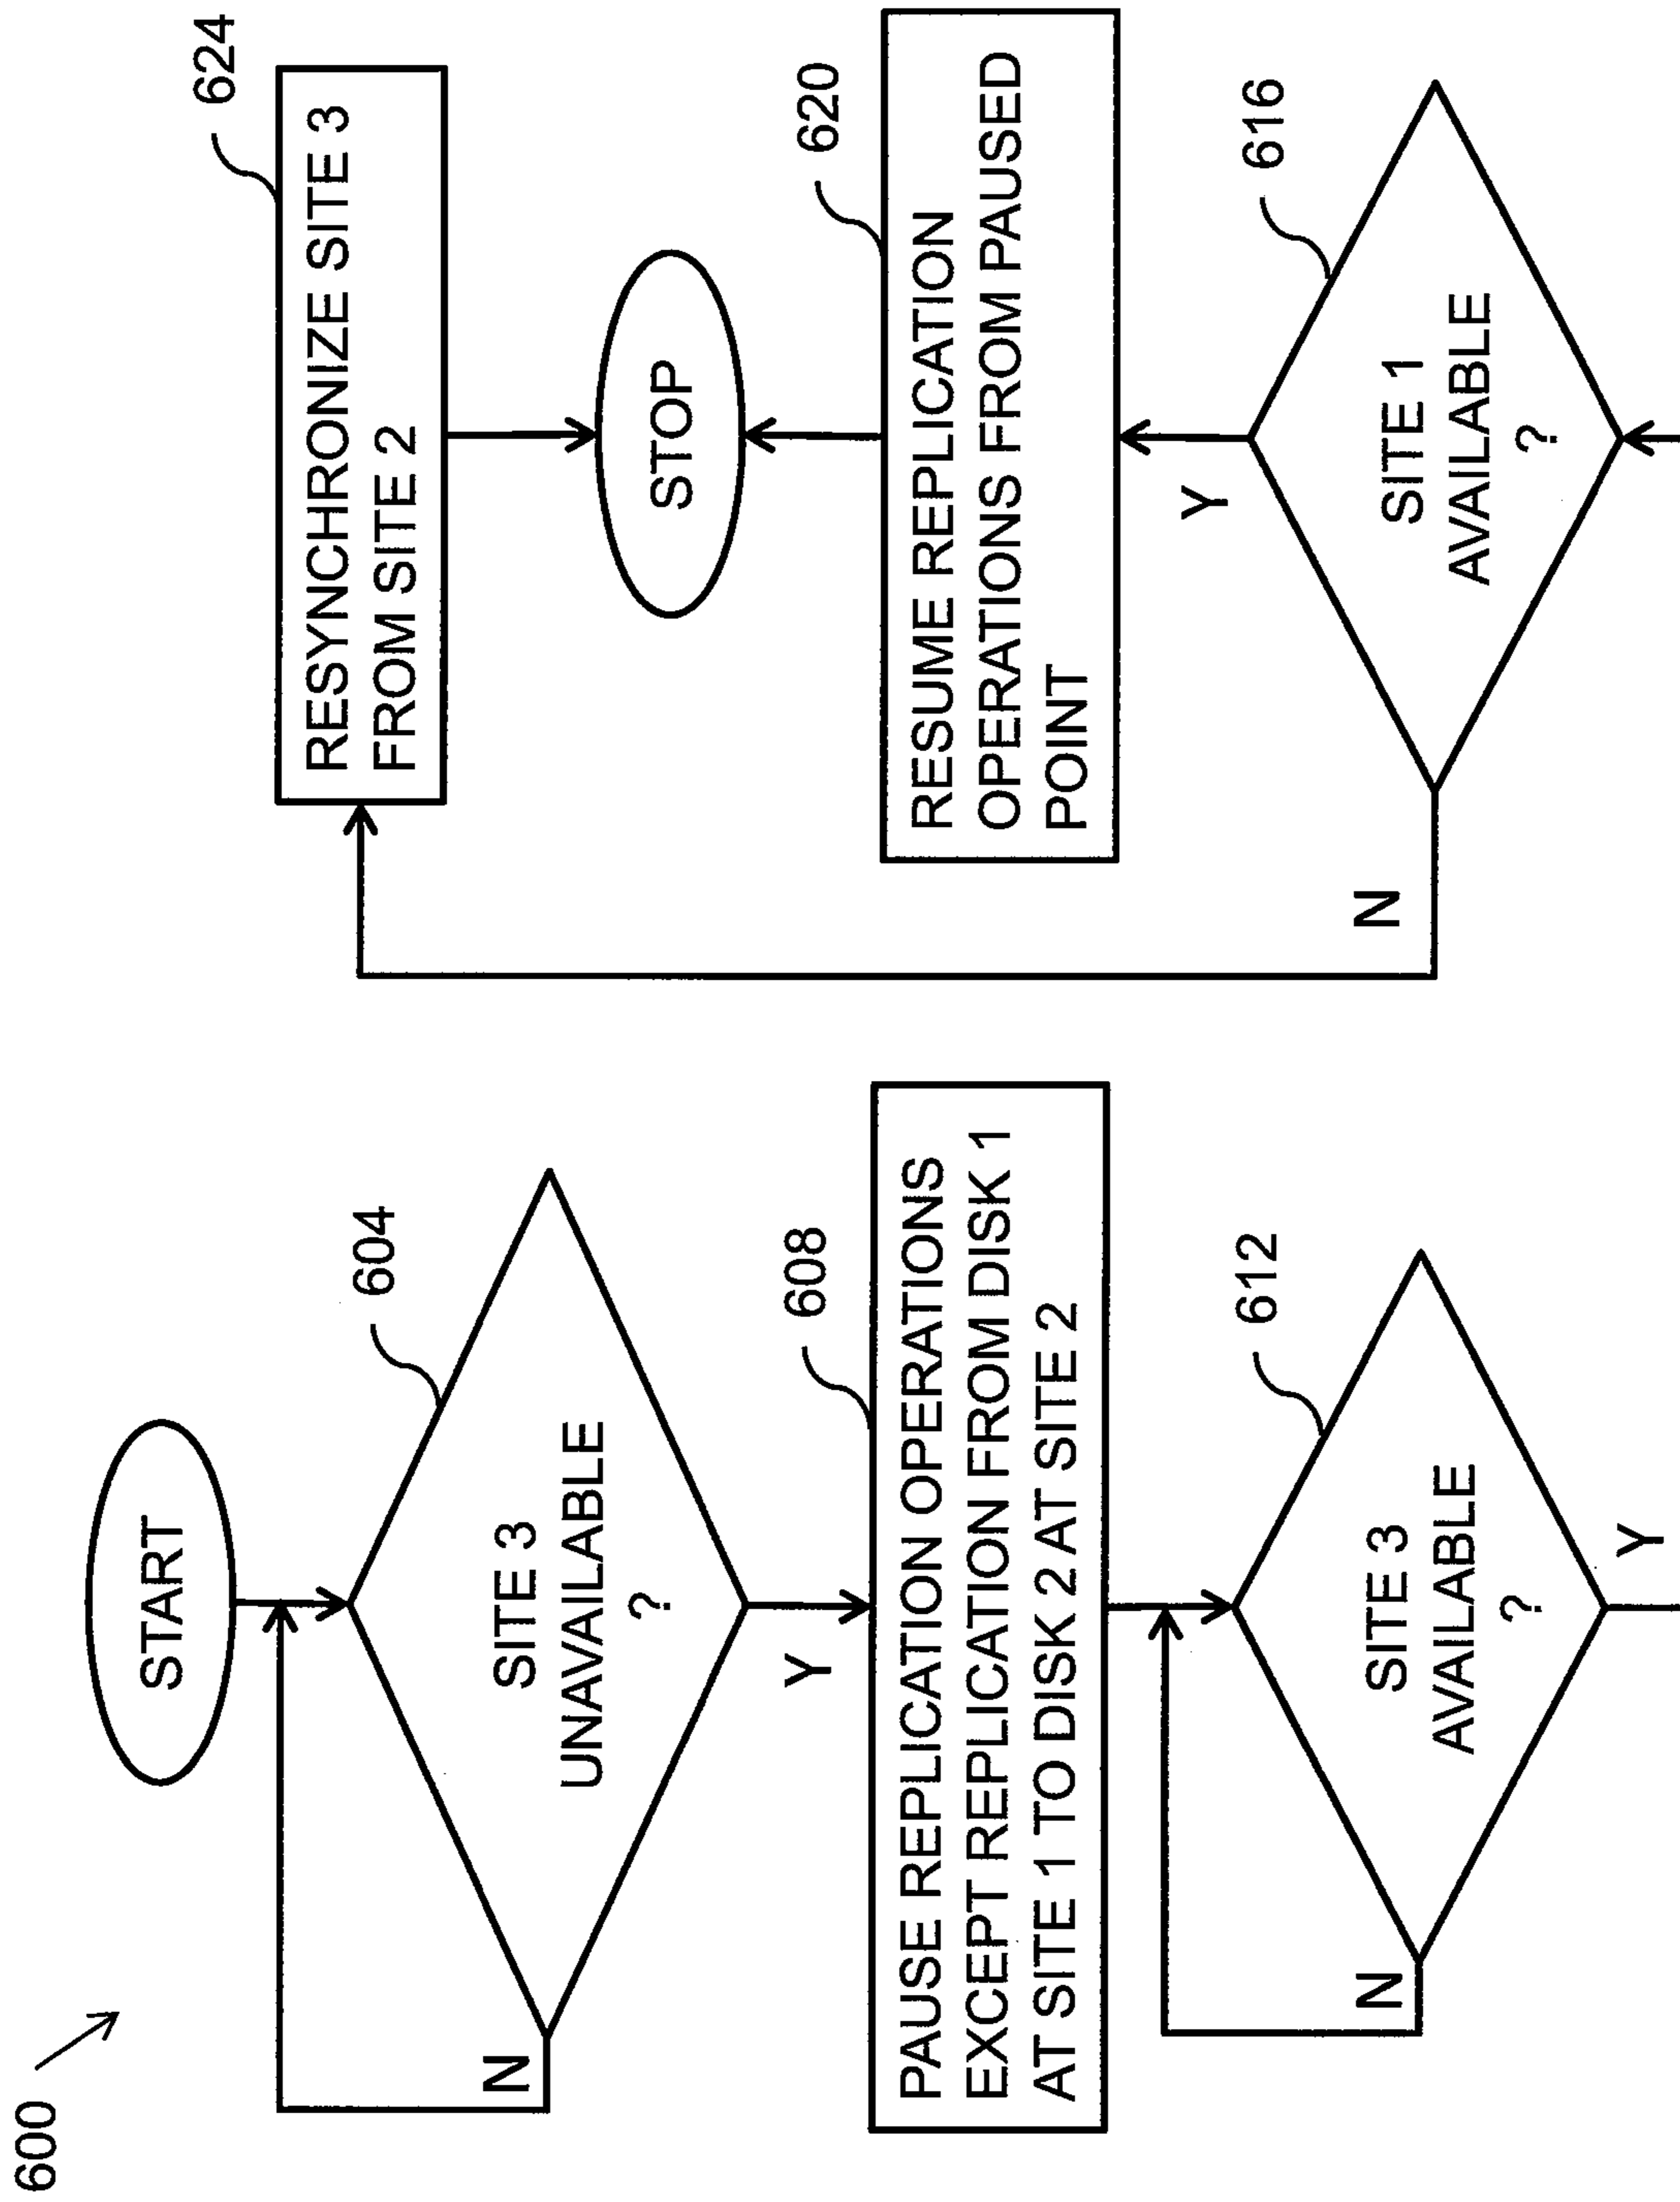 600
START
604
SITE 3
UNAVAILABLE
?
N
Y
608
PAUSE REPLICATION OPERATIONS
EXCEPT REPLICATION FROM DISK 1
AT SITE 1 TO DISK 2 AT SITE 2
612
SITE 3
AVAILABLE
?
N
Y
616
SITE 1
AVAILABLE
?
Y
N
620
RESUME REPLICATION
OPERATIONS FROM PAUSED
POINT
STOP
624
RESYNCHRONIZE SITE 3
FROM SITE 2